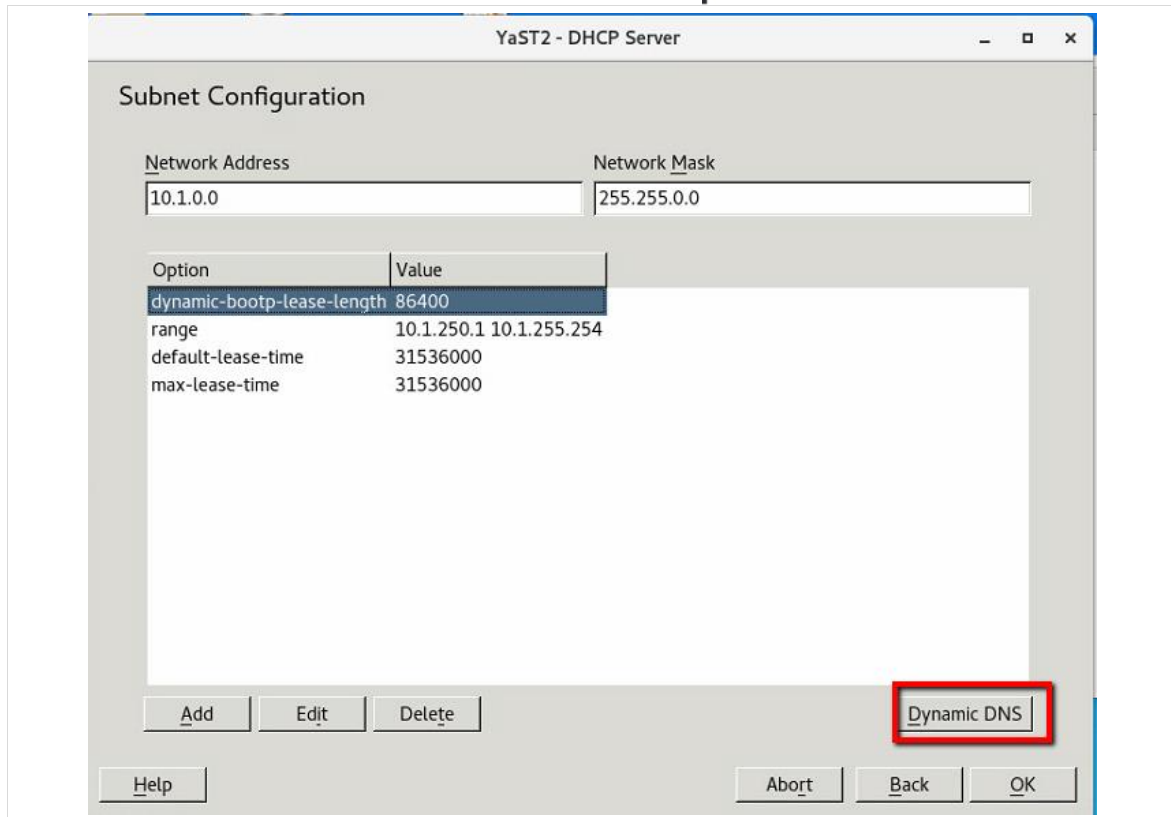 YaST2 - DHCP Server
Subnet Configuration
Network Address Network Mask
10.1.0.0 255.255.0.0
Option Value
dynamic-bootp-lease-length 86400
range 10.1.250.1 10.1.255.254
default-lease-time 31536000
max-lease-time 31536000
Add Edit Delete Dynamic DNS
Help Abort Back OK